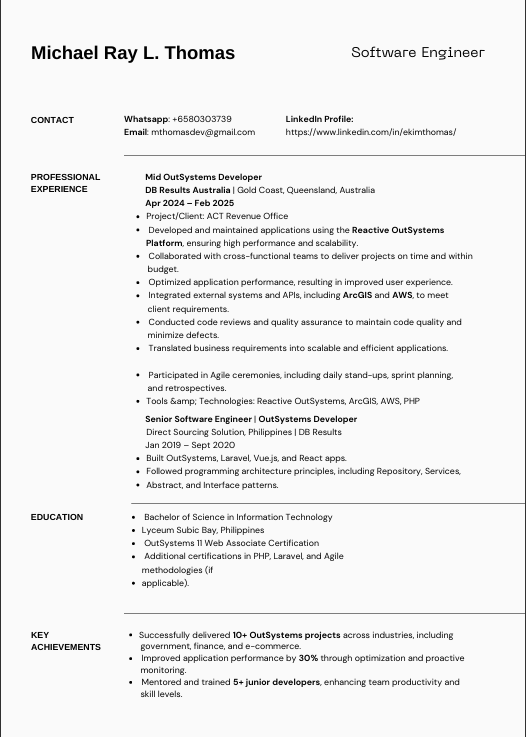 Michael Ray L. Thomas
Software Engineer
CONTACT
Whatsapp: +6580303739
Email: mthomasdev@gmail.com
LinkedIn Profile:
https://www.linkedin.com/in/ekimthomas/
PROFESSIONAL
EXPERIENCE
Mid OutSystems Developer
DB Results Australia | Gold Coast, Queensland, Australia
Apr 2024 – Feb 2025
• Project/Client: ACT Revenue Office
• Developed and maintained applications using the Reactive OutSystems
Platform, ensuring high performance and scalability.
• Collaborated with cross-functional teams to deliver projects on time and within
budget.
• Optimized application performance, resulting in improved user experience.
• Integrated external systems and APIs, including ArcGIS and AWS, to meet
client requirements.
• Conducted code reviews and quality assurance to maintain code quality and
minimize defects.
• Translated business requirements into scalable and efficient applications.
• Participated in Agile ceremonies, including daily stand-ups, sprint planning,
and retrospectives.
• Tools &amp; Technologies: Reactive OutSystems, ArcGIS, AWS, PHP
Senior Software Engineer | OutSystems Developer
Direct Sourcing Solution, Philippines | DB Results
Jan 2019 – Sept 2020
• Built OutSystems, Laravel, Vue.js, and React apps.
• Followed programming architecture principles, including Repository, Services,
• Abstract, and Interface patterns.
EDUCATION
• Bachelor of Science in Information Technology
• Lyceum Subic Bay, Philippines
• OutSystems 11 Web Associate Certification
• Additional certifications in PHP, Laravel, and Agile
methodologies (if
• applicable).
KEY
ACHIEVEMENTS
• Successfully delivered 10+ OutSystems projects across industries, including
government, finance, and e-commerce.
• Improved application performance by 30% through optimization and proactive
monitoring.
• Mentored and trained 5+ junior developers, enhancing team productivity and
skill levels.